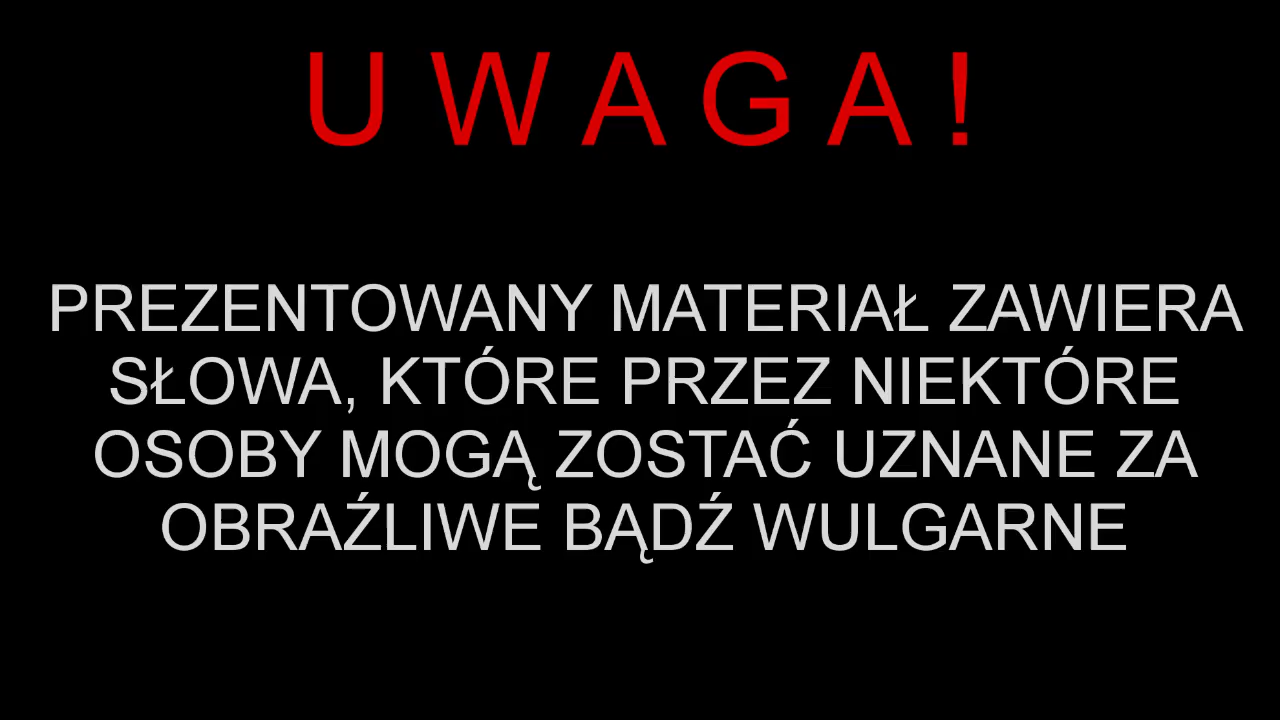 U W A G A !
PREZENTOWANY MATERIAŁ ZAWIERA
SŁOWA, KTÓRE PRZEZ NIEKTÓRE
OSOBY MOGĄ ZOSTAĆ UZNANE ZA
OBRAŹLIWE BĄDŹ WULGARNE